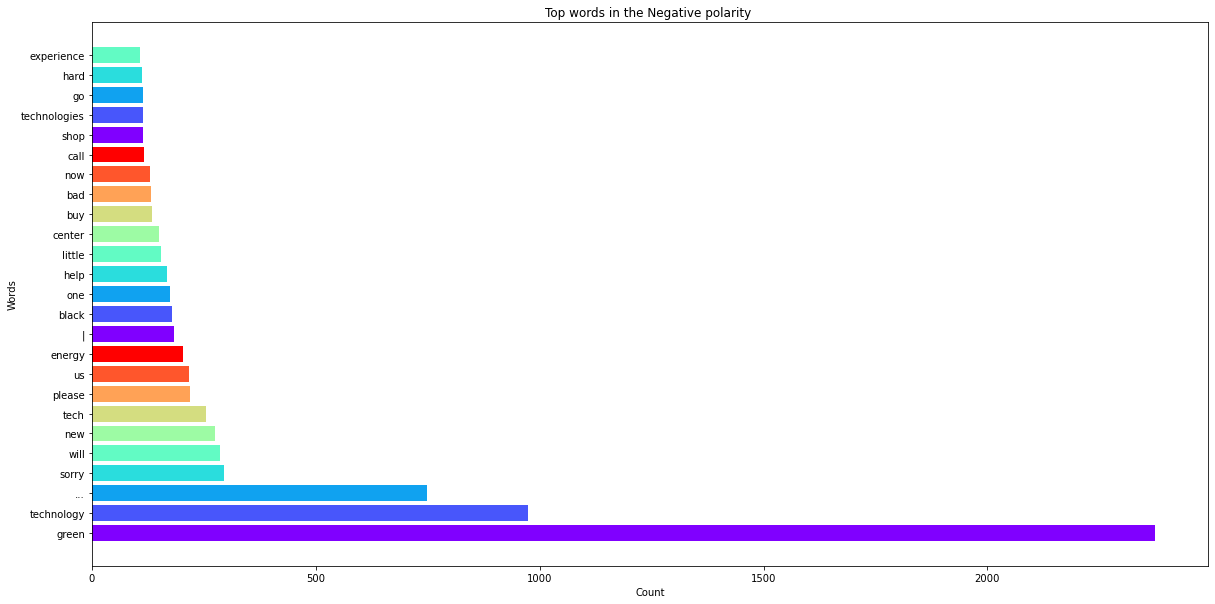 Top words in the Negative polarity
experience
hard
go
technologies
shop
call
now
bad
buy
center
little
help
one
black
|
energy
us
please
tech
new
will
sorry
...
technology
green
Words
0 500 1000 1500 2000
Count